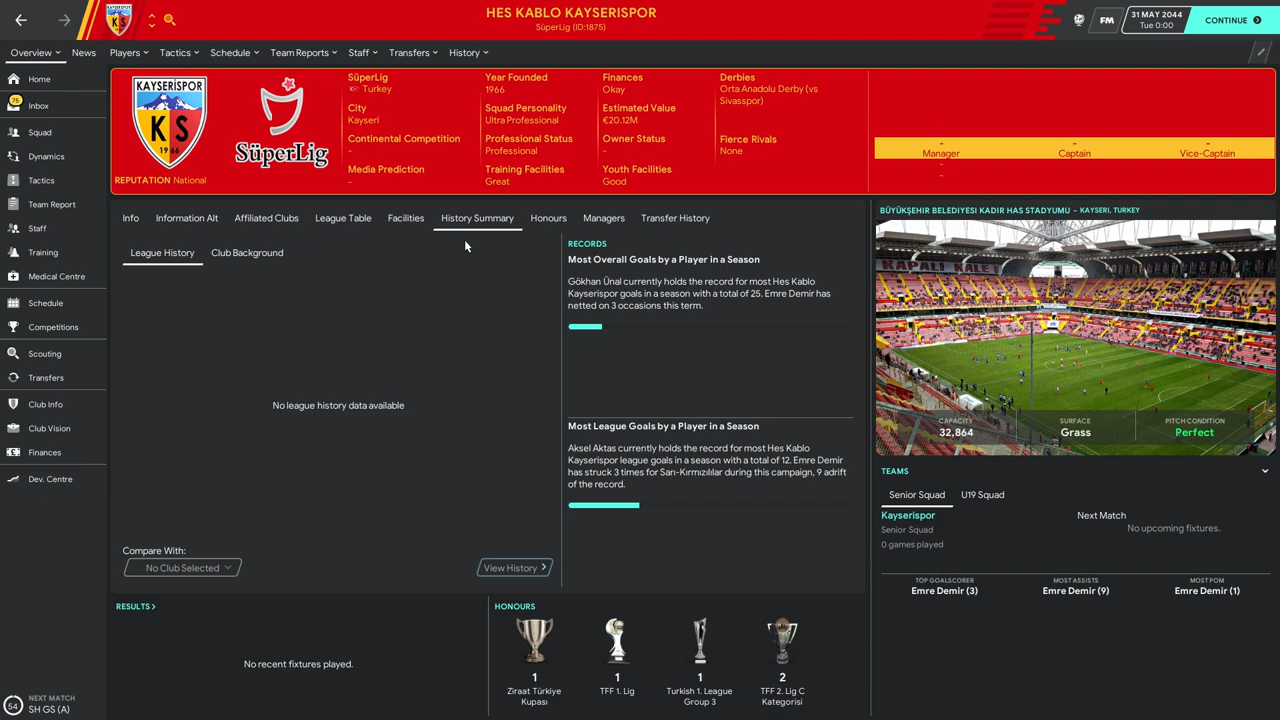 HES KABLO KAYSERISPOR
SüperLig (ID:1875)
FM
31 MAY 2044
Tue 0:00
CONTINUE
Overview
News
Players
Tactics
Schedule
Team Reports
Staff
Transfers
History
Home
75
Inbox
Squad
Dynamics
Tactics
Team Report
Staff
Training
Medical Centre
Schedule
Competitions
Scouting
Transfers
Club Info
Club Vision
Finances
Dev. Centre
54
NEXT MATCH
SH GS (A)
KAYSERİSPOR
K S
19 66
REPUTATION National
SüperLig
SüperLig
Turkey
City
Kayseri
Continental Competition
-
Media Prediction
-
Year Founded
1966
Squad Personality
Ultra Professional
Professional Status
Professional
Training Facilities
Great
Finances
Okay
Estimated Value
€20.12M
Owner Status
-
Youth Facilities
Good
Derbies
Orta Anadolu Derby (vs
Sivasspor)
Fierce Rivals
None
- - -
Manager
Captain
Vice-Captain
-
-
Info
Information Alt
Affiliated Clubs
League Table
Facilities
History Summary
Honours
Managers
Transfer History
League History
Club Background
No league history data available
Compare With:
No Club Selected
View History
RECORDS
Most Overall Goals by a Player in a Season
Gökhan Ünal currently holds the record for most Hes Kablo
Kayserispor goals in a season with a total of 25. Emre Demir has
netted on 3 occasions this term.
Most League Goals by a Player in a Season
Aksel Aktas currently holds the record for most Hes Kablo
Kayserispor league goals in a season with a total of 12. Emre Demir
has struck 3 times for Sarı-Kırmızılılar during this campaign, 9 adrift
of the record.
RESULTS
No recent fixtures played.
HONOURS
1
Ziraat Türkiye
Kupası
1
TFF 1. Lig
1
Turkish 1. League
Group 3
2
TFF 2. Lig C
Kategorisi
BÜYÜKŞEHIR BELEDIYESI KADIR HAS STADYUMU - KAYSERI, TURKEY
KAPALI KALE
CAPACITY
32,864
SURFACE
Grass
PITCH CONDITION
Perfect
TEAMS
Senior Squad
U19 Squad
Kayserispor
Senior Squad
0 games played
Next Match
No upcoming fixtures.
TOP GOALSCORER
Emre Demir (3)
MOST ASSISTS
Emre Demir (9)
MOST POM
Emre Demir (1)